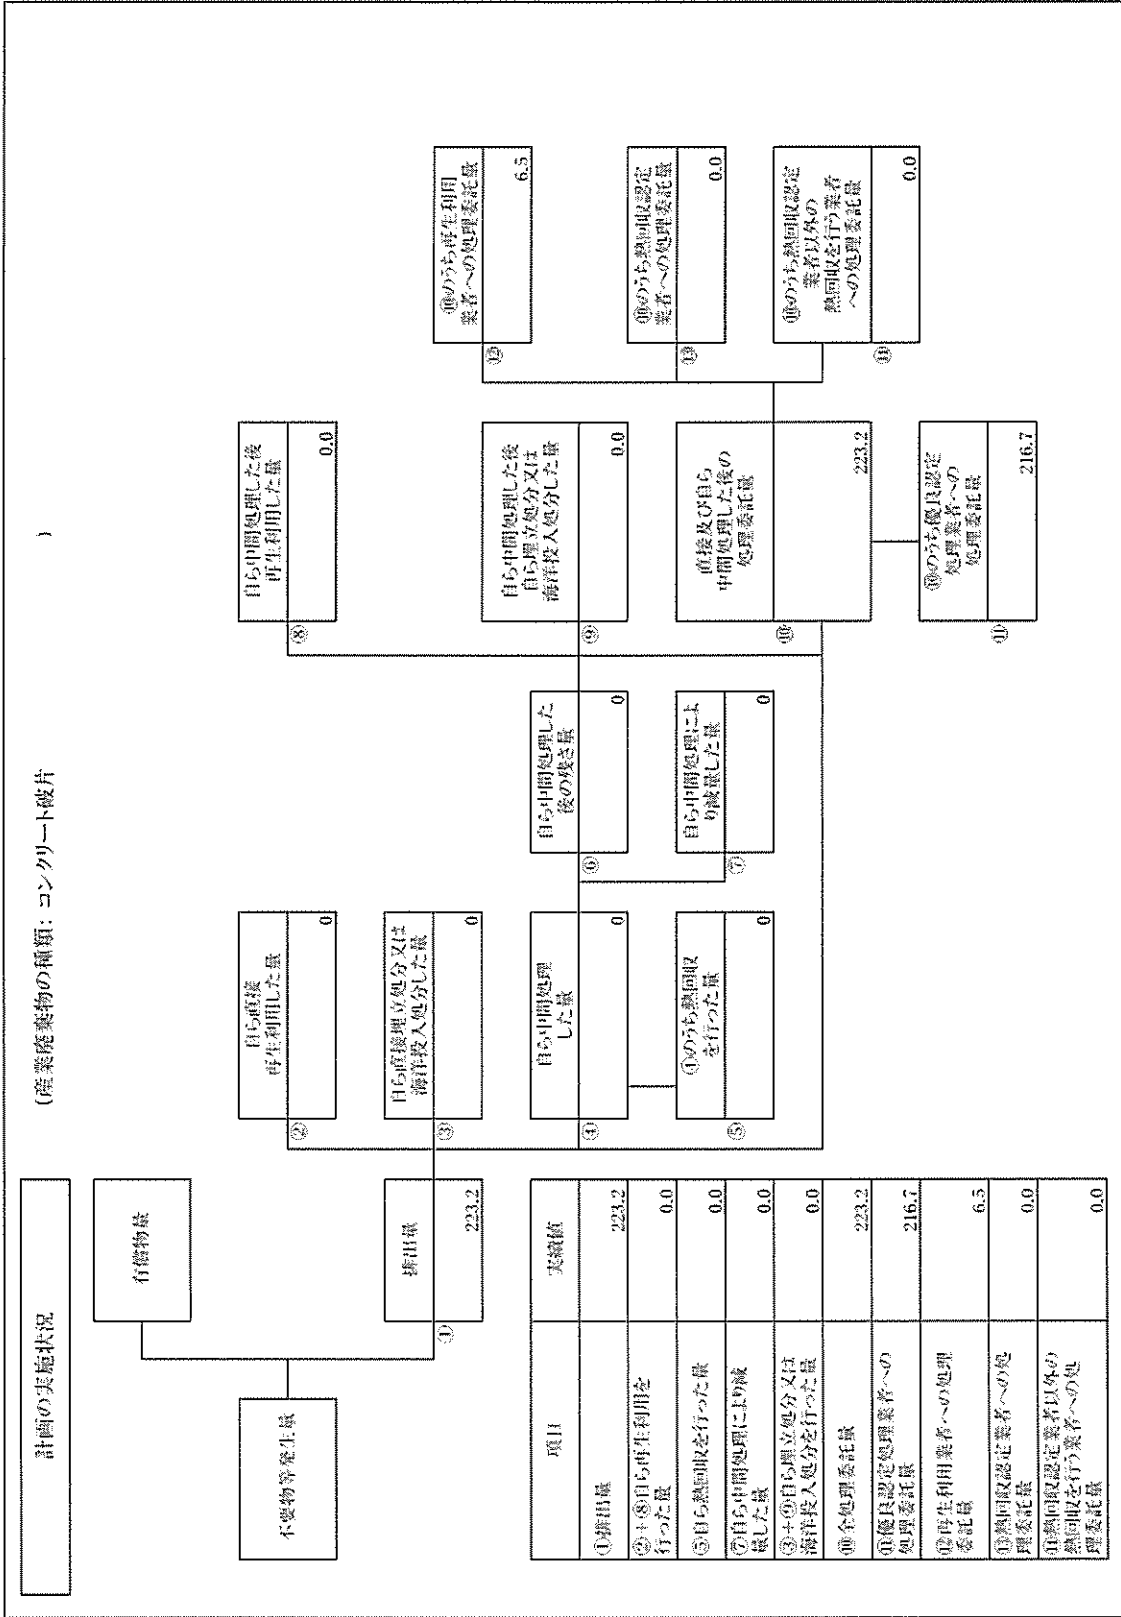 計画の実施状況
(産業廃棄物の種類: コンクリート破片 )
不要物等発生量
有償物量
①
排出量
223.2
②
自ら直接
再生利用した量
0
③
自ら直接埋立処分又は
海洋投入処分した量
0
④
自ら中間処理
した量
0
⑤
④のうち熱回収
を行った量
0
⑥
自ら中間処理した
後の残さ量
0
⑦
自ら中間処理によ
り減量した量
0
⑧
自ら中間処理した後
再生利用した量
0.0
⑨
自ら中間処理した後
自ら埋立処分又は
海洋投入処分した量
0.0
⑩
直接及び自ら
中間処理した後の
処理委託量
223.2
⑪
⑩のうち優良認定
処理業者への
処理委託量
216.7
⑫
⑩のうち再生利用
業者への処理委託量
6.5
⑬
⑩のうち熱回収認定
業者への処理委託量
0.0
⑭
⑩のうち熱回収認定
業者以外の
熱回収を行う業者
への処理委託量
0.0
項目 実績値
①排出量 223.2
②+⑧自ら再生利用を
行った量 0.0
⑤自ら熱回収を行った量 0.0
⑦自ら中間処理により減
量した量 0.0
③+⑨自ら埋立処分又は
海洋投入処分を行った量 0.0
⑩全処理委託量 223.2
⑪優良認定処理業者への
処理委託量 216.7
⑫再生利用業者への処理
委託量 6.5
⑬熱回収認定業者への処
理委託量 0.0
⑭熱回収認定業者以外の
熱回収を行う業者への処
理委託量 0.0